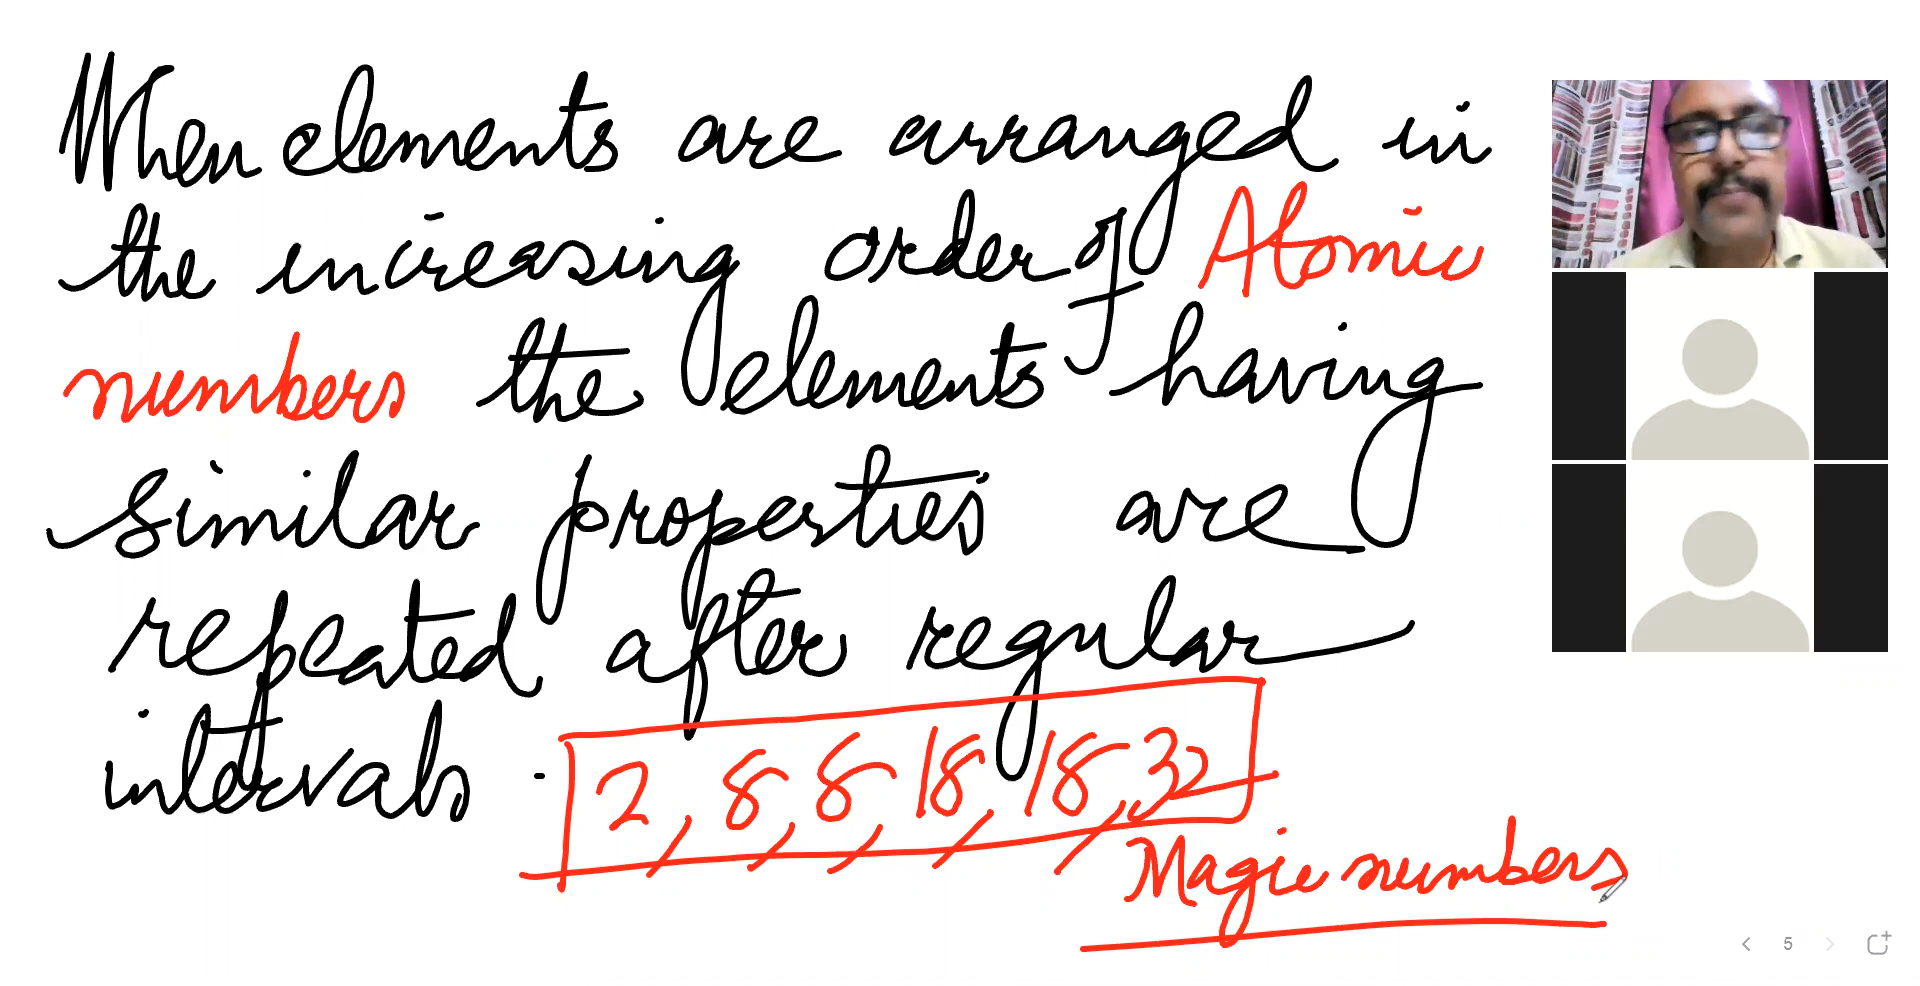 When elements are arranged in
the increasing order of Atomic
numbers the elements having
similar properties are
repeated after regular
intervals .
2, 8, 8, 18, 18, 32
Magic numbers
5